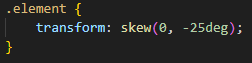 .element {
    transform: skew(0, -25deg);
}